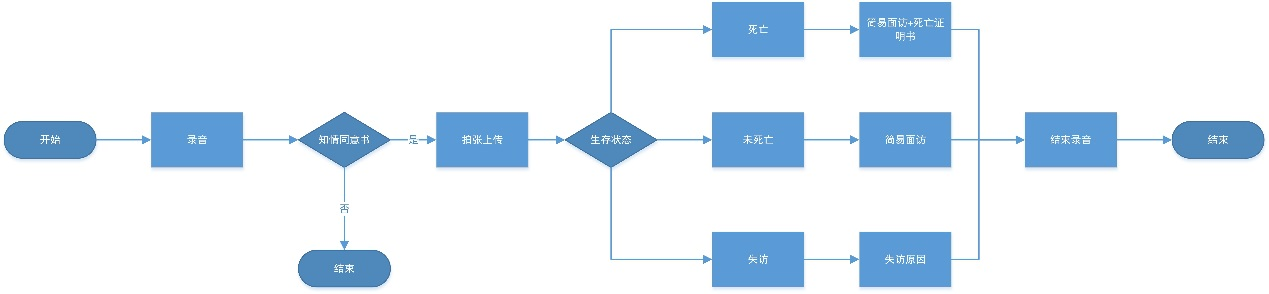 开始
录音
知情同意书
是
否
结束
拍张上传
生存状态
死亡
简易面访+死亡证
明书
未死亡
简易面访
失访
失访原因
结束录音
结束